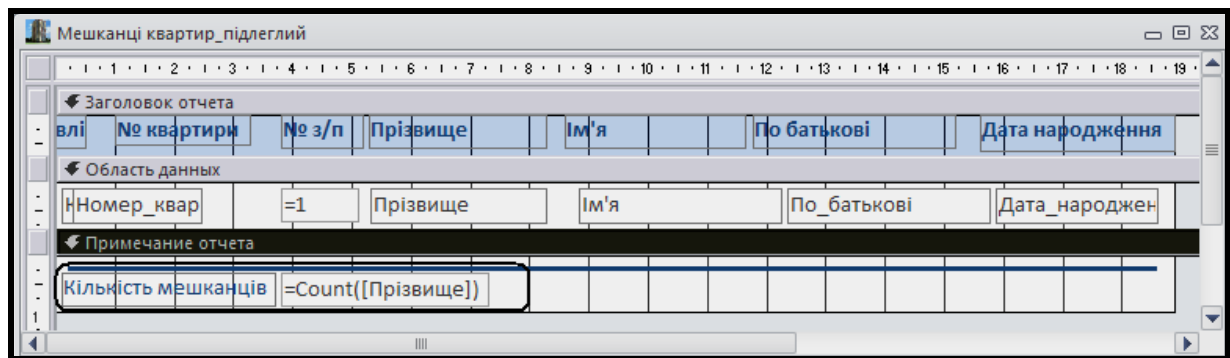 Мешканці квартир_підлеглий
1 2 3 4 5 6 7 8 9 10 11 12 13 14 15 16 17 18 19
Заголовок отчета
влі № квартири № з/п Прізвище Ім'я По батькові Дата народження
Область данных
Номер_квар =1 Прізвище Ім'я По_батькові Дата_народжен
Примечание отчета
Кількість мешканців =Count([Прізвище])
1